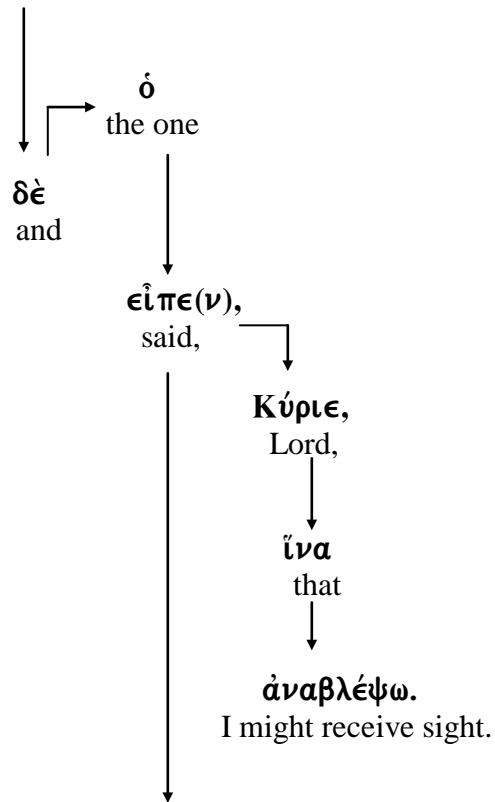 ὁ
the one
δὲ
and
εἶπε(ν),
said,
Κύριε,
Lord,
ἵνα
that
ἀναβλέψω.
I might receive sight.